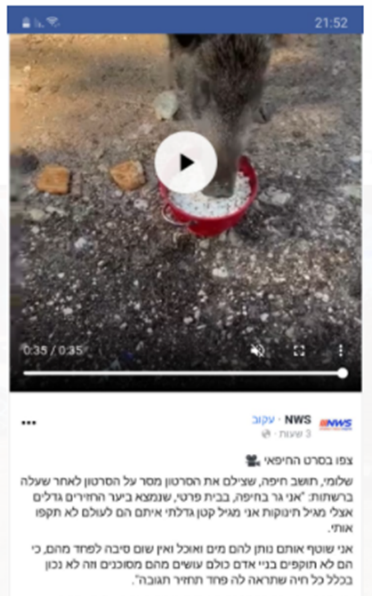 21:52
0:35 / 0:35
NWS · עקוב
NWS
3 שעות ·
צפו בסרט החיפאי
שלומי, תושב חיפה, שצילם את הסרטון מסר על הסרטון לאחר שעלה
ברשתות: "אני גר בחיפה, בבית פרטי, שנמצא ביער החזירים גדלים
אצלי מגיל תינוקות אני מגיל קטן גדלתי איתם הם לעולם לא תקפו
אותי.
אני שוטף אותם נותן להם מים ואוכל ואין שום סיבה לפחד מהם, כי
הם לא תוקפים בניי אדם כולם עושים מהם מסוכנים וזה לא נכון
בכלל כל חיה שתראה לה פחד תחזיר תגובה".